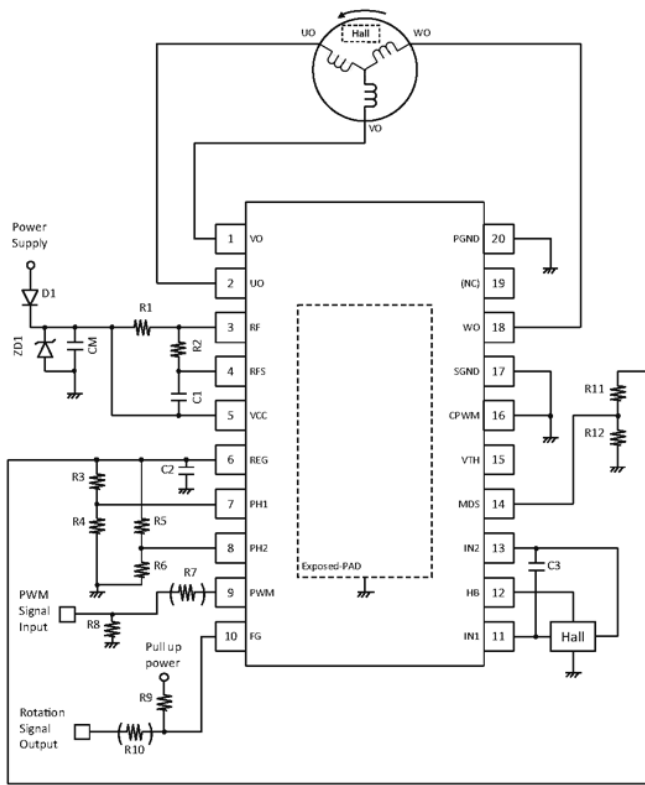 UO
Hall
WO
VO
Power
Supply
D1
ZD1
CM
R1
R2
C1
1 VO
2 UO
3 RF
4 RFS
5 VCC
6 REG
7 PH1
8 PH2
9 PWM
10 FG
PGND 20
(NC) 19
WO 18
SGND 17
CPWM 16
VTH 15
MDS 14
IN2 13
HB 12
IN1 11
Exposed-PAD
R11
R12
C3
Hall
C2
R3
R4
R5
R6
(R7)
PWM
Signal
Input
R8
Pull up
power
R9
Rotation
Signal
Output
(R10)